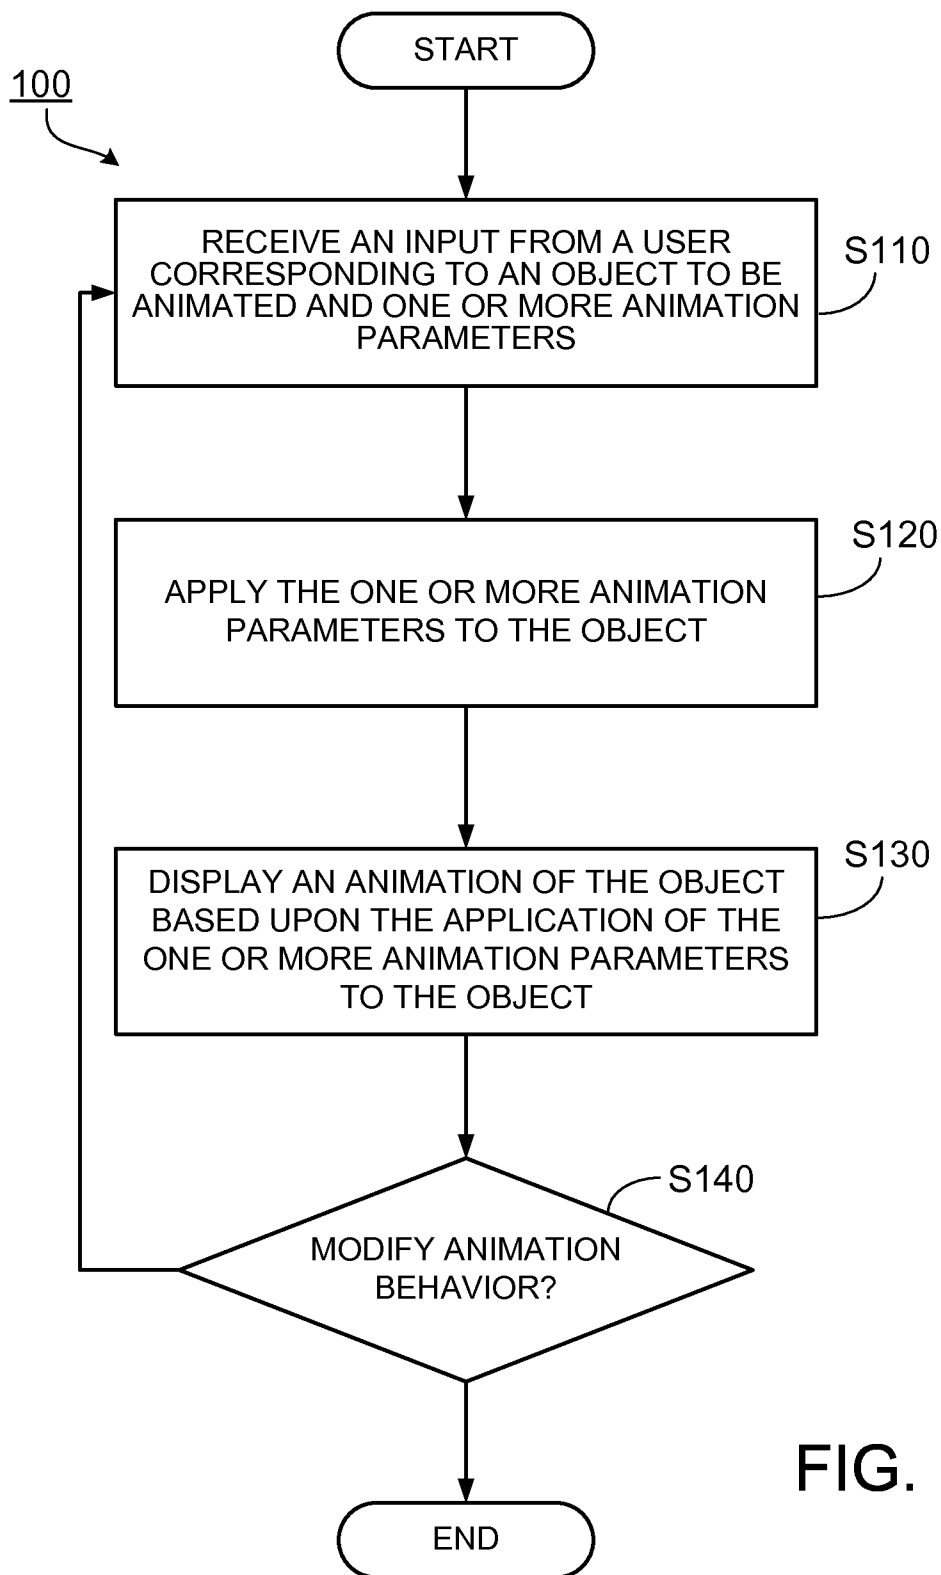 START
100
RECEIVE AN INPUT FROM A USER
CORRESPONDING TO AN OBJECT TO BE
ANIMATED AND ONE OR MORE ANIMATION
PARAMETERS
S110
APPLY THE ONE OR MORE ANIMATION
PARAMETERS TO THE OBJECT
S120
DISPLAY AN ANIMATION OF THE OBJECT
BASED UPON THE APPLICATION OF THE
ONE OR MORE ANIMATION PARAMETERS
TO THE OBJECT
S130
MODIFY ANIMATION
BEHAVIOR?
S140
END
FIG.